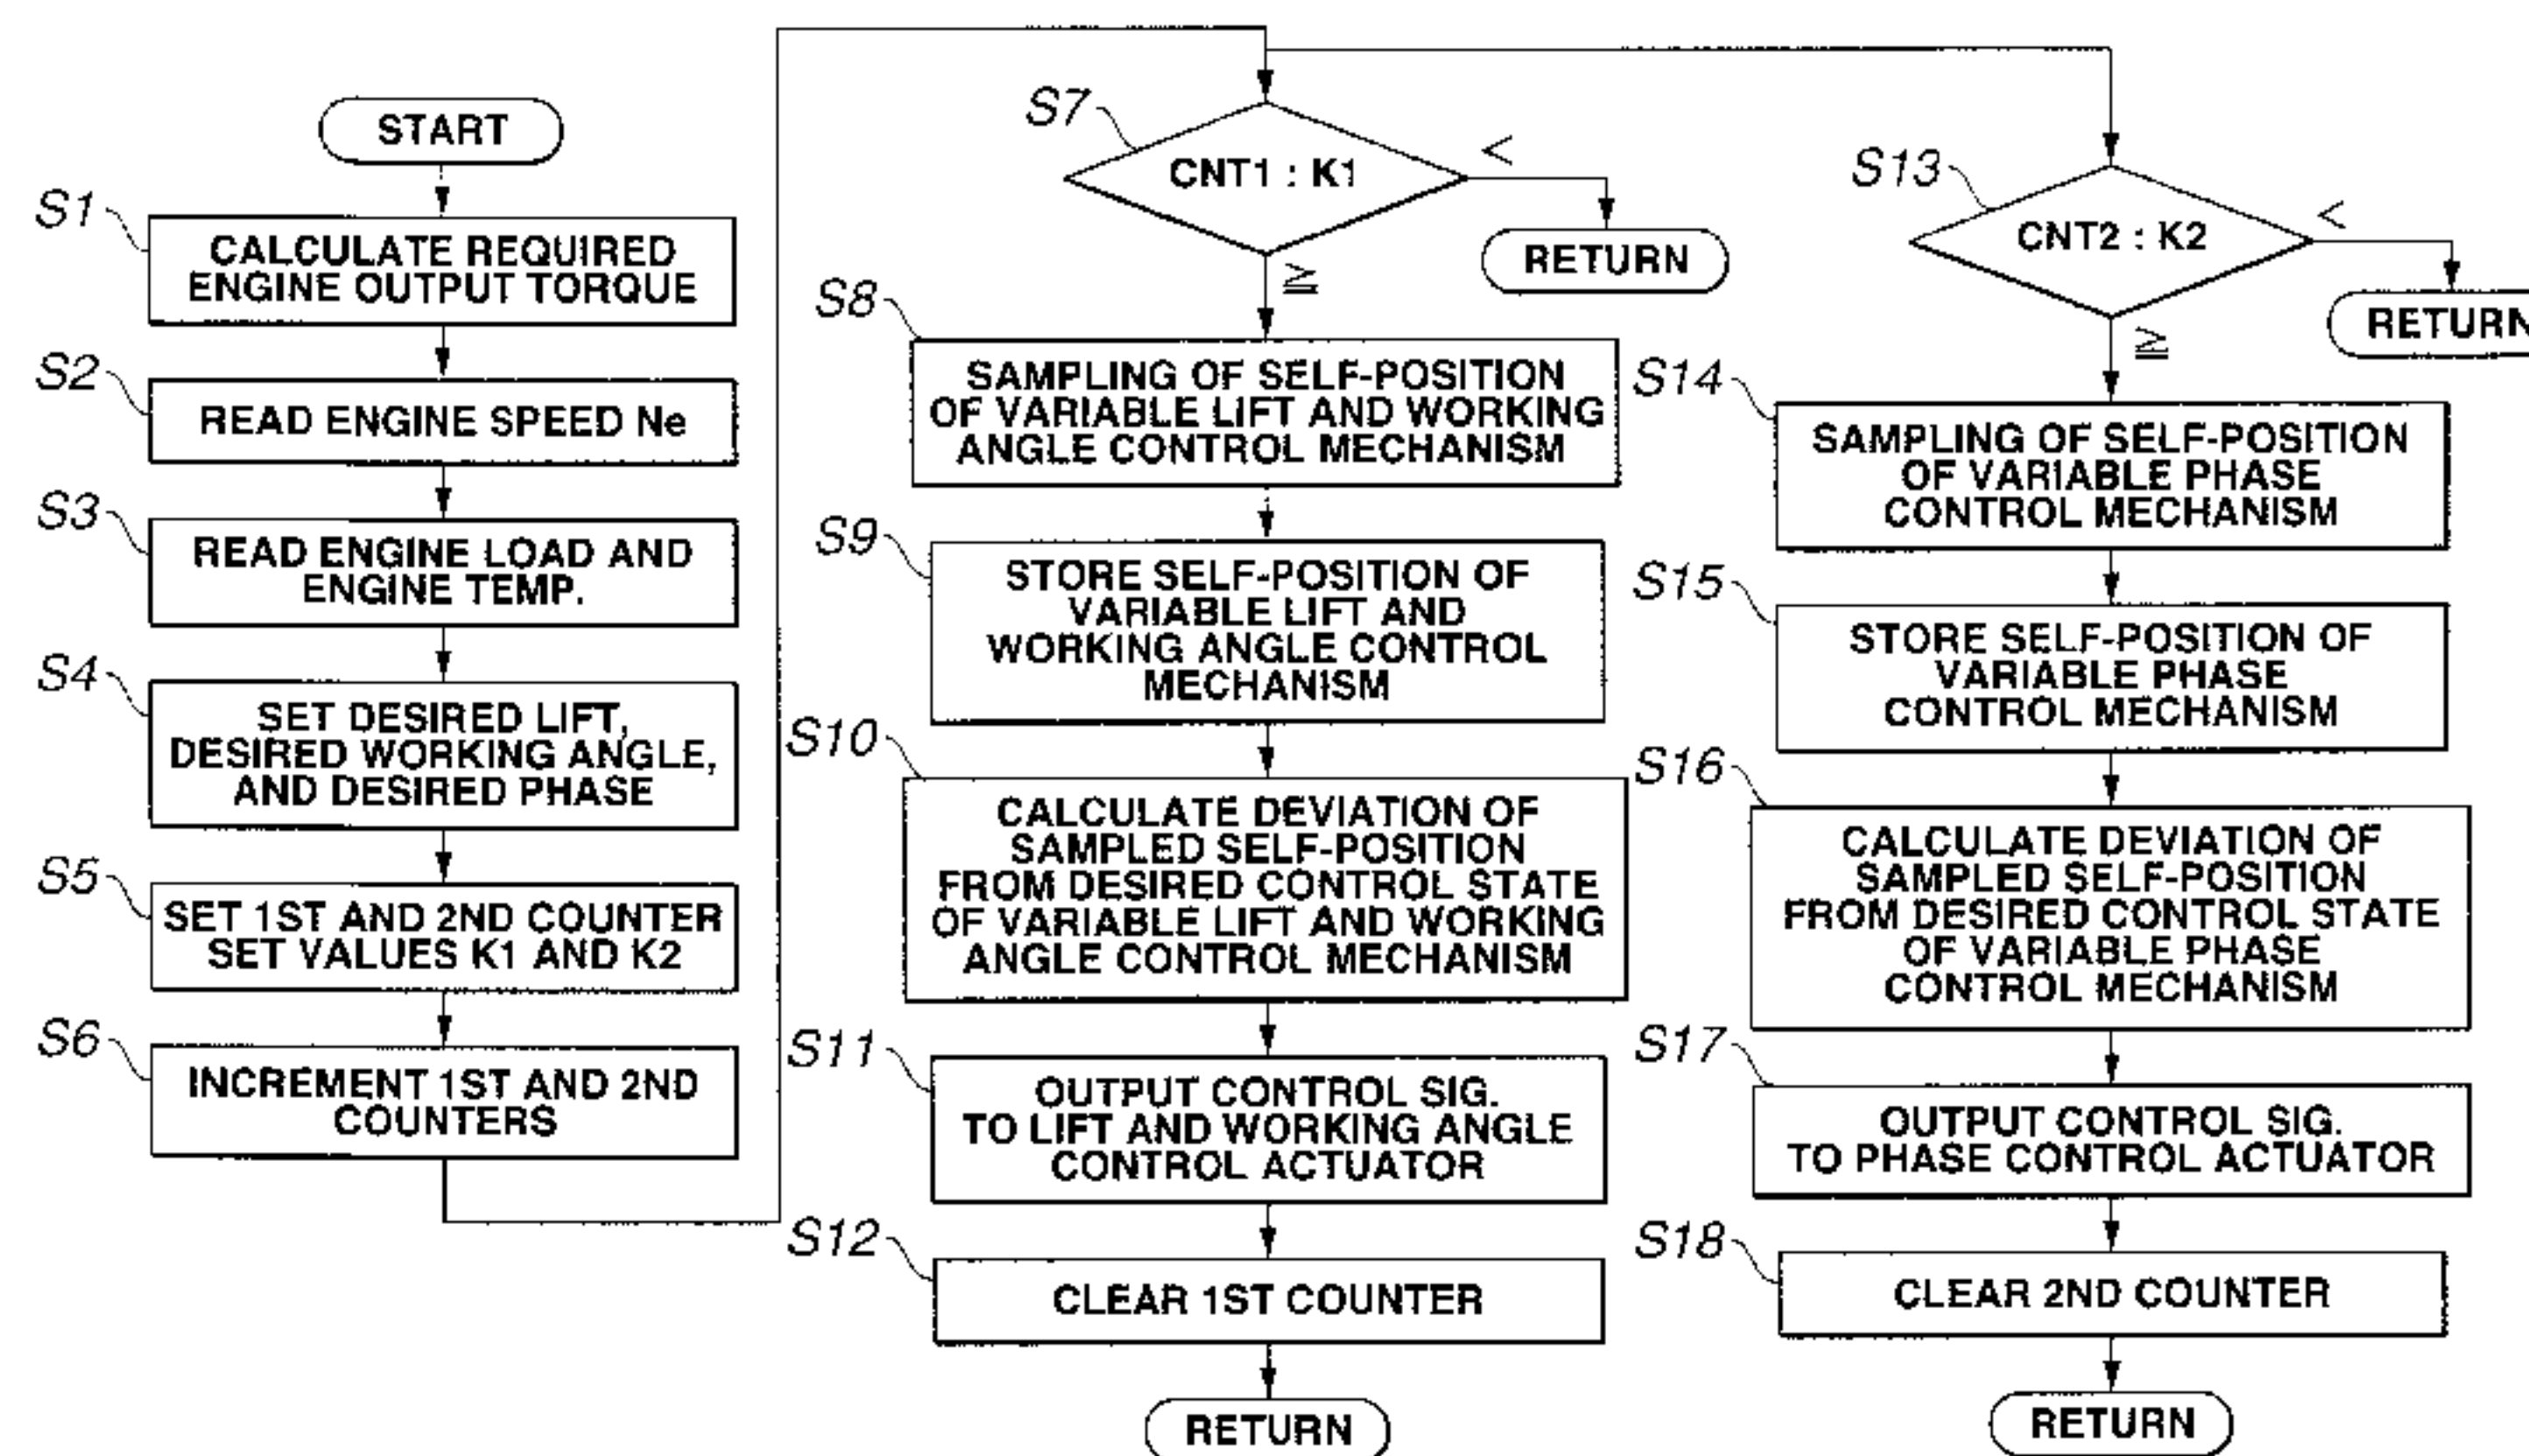 START
S1
CALCULATE REQUIRED
ENGINE OUTPUT TORQUE
S2
READ ENGINE SPEED Ne
S3
READ ENGINE LOAD AND
ENGINE TEMP.
S4
SET DESIRED LIFT,
DESIRED WORKING ANGLE,
AND DESIRED PHASE
S5
SET 1ST AND 2ND COUNTER
SET VALUES K1 AND K2
S6
INCREMENT 1ST AND 2ND
COUNTERS
S7
CNT1 : K1
<
RETURN
≧
S8
SAMPLING OF SELF-POSITION
OF VARIABLE LIFT AND WORKING
ANGLE CONTROL MECHANISM
S9
STORE SELF-POSITION OF
VARIABLE LIFT AND
WORKING ANGLE CONTROL
MECHANISM
S10
CALCULATE DEVIATION OF
SAMPLED SELF-POSITION
FROM DESIRED CONTROL STATE
OF VARIABLE LIFT AND WORKING
ANGLE CONTROL MECHANISM
S11
OUTPUT CONTROL SIG.
TO LIFT AND WORKING ANGLE
CONTROL ACTUATOR
S12
CLEAR 1ST COUNTER
RETURN
S13
CNT2 : K2
<
RETURN
≧
S14
SAMPLING OF SELF-POSITION
OF VARIABLE PHASE
CONTROL MECHANISM
S15
STORE SELF-POSITION OF
VARIABLE PHASE
CONTROL MECHANISM
S16
CALCULATE DEVIATION OF
SAMPLED SELF-POSITION
FROM DESIRED CONTROL STATE
OF VARIABLE PHASE
CONTROL MECHANISM
S17
OUTPUT CONTROL SIG.
TO PHASE CONTROL ACTUATOR
S18
CLEAR 2ND COUNTER
RETURN